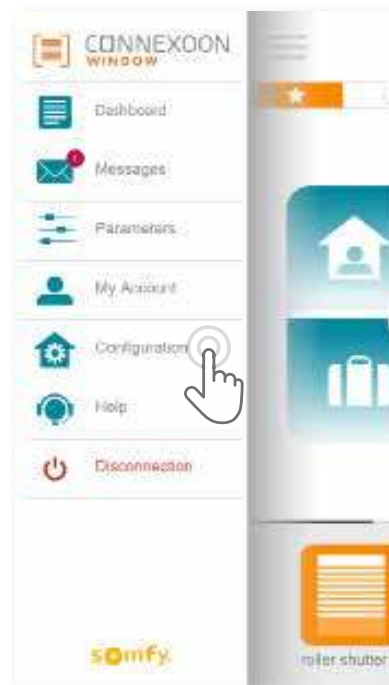 CONNEXOON
WINDOW
Dashboard
Messages
Parameters
My Account
Configuration
Help
Disconnection
somfy.
roller shutter